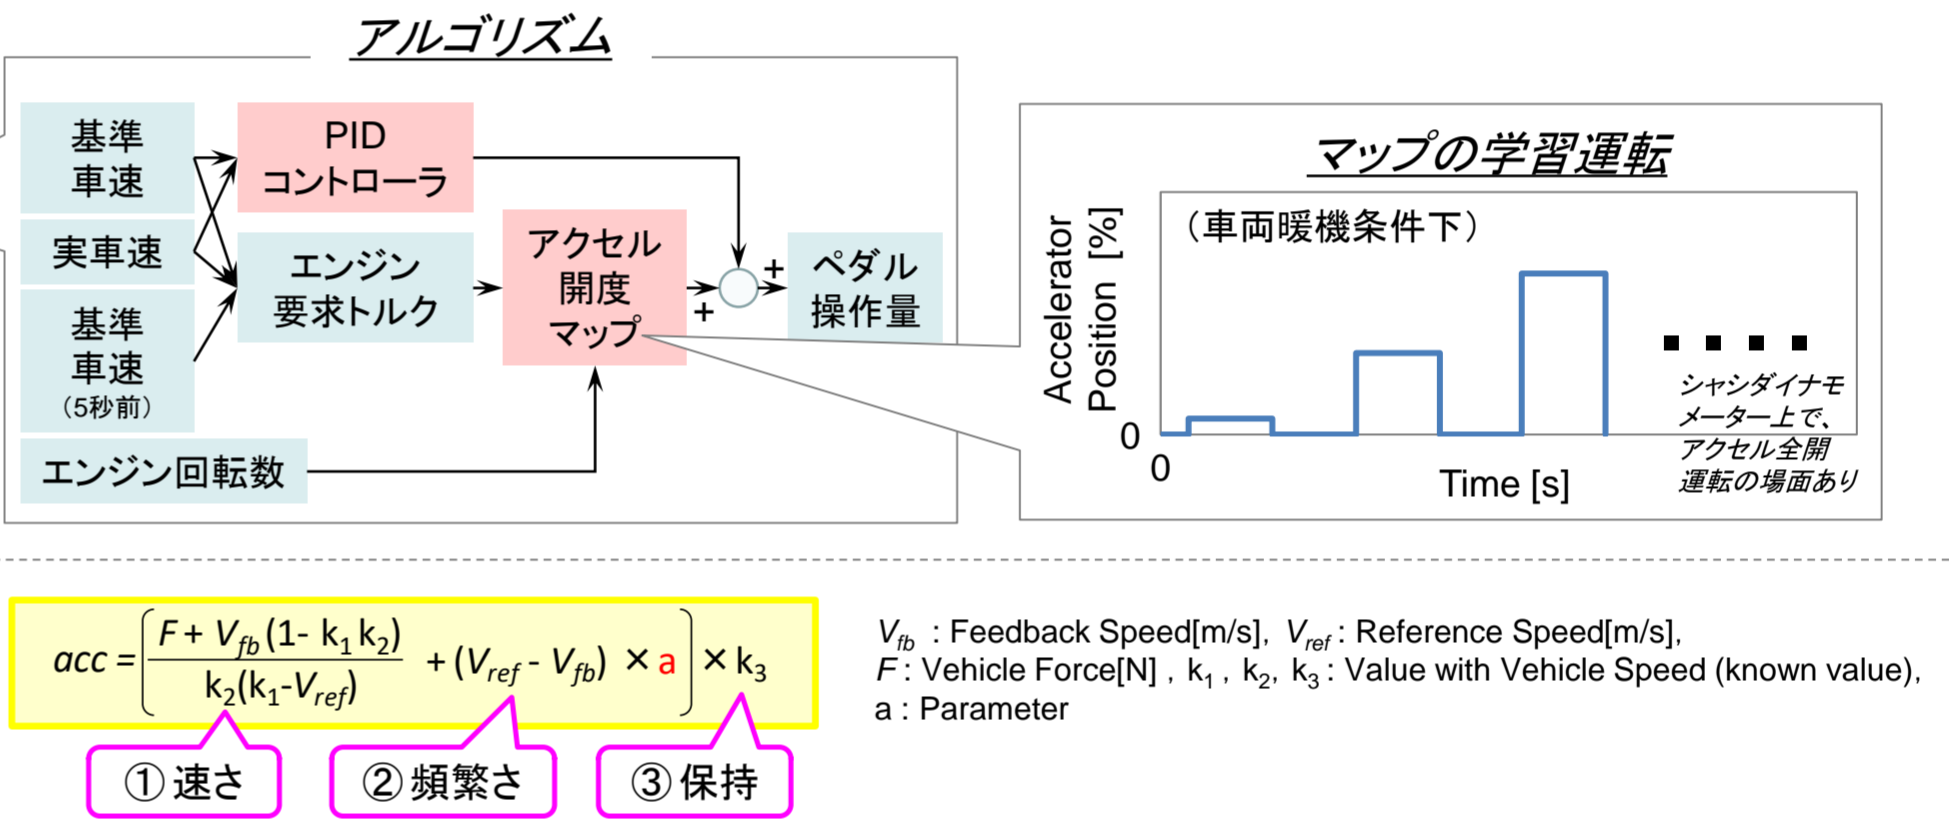 アルゴリズム
基準
車速
実車速
基準
車速
（5秒前）
エンジン回転数
PID
コントローラ
エンジン
要求トルク
アクセル
開度
マップ
+
+
ペダル
操作量
マップの学習運転
（車両暖機条件下）
Accelerator
Position [%]
0
0
Time [s]
シャシダイナモ
メーター上で、
アクセル全開
運転の場面あり
acc = [ (F + V_fb (1- k_1 k_2)) / (k_2(k_1-V_ref)) + (V_ref - V_fb) × a ] × k_3
①速さ
②頻繁さ
③保持
V_fb : Feedback Speed[m/s], V_ref : Reference Speed[m/s],
F : Vehicle Force[N] , k_1 , k_2, k_3 : Value with Vehicle Speed (known value),
a : Parameter